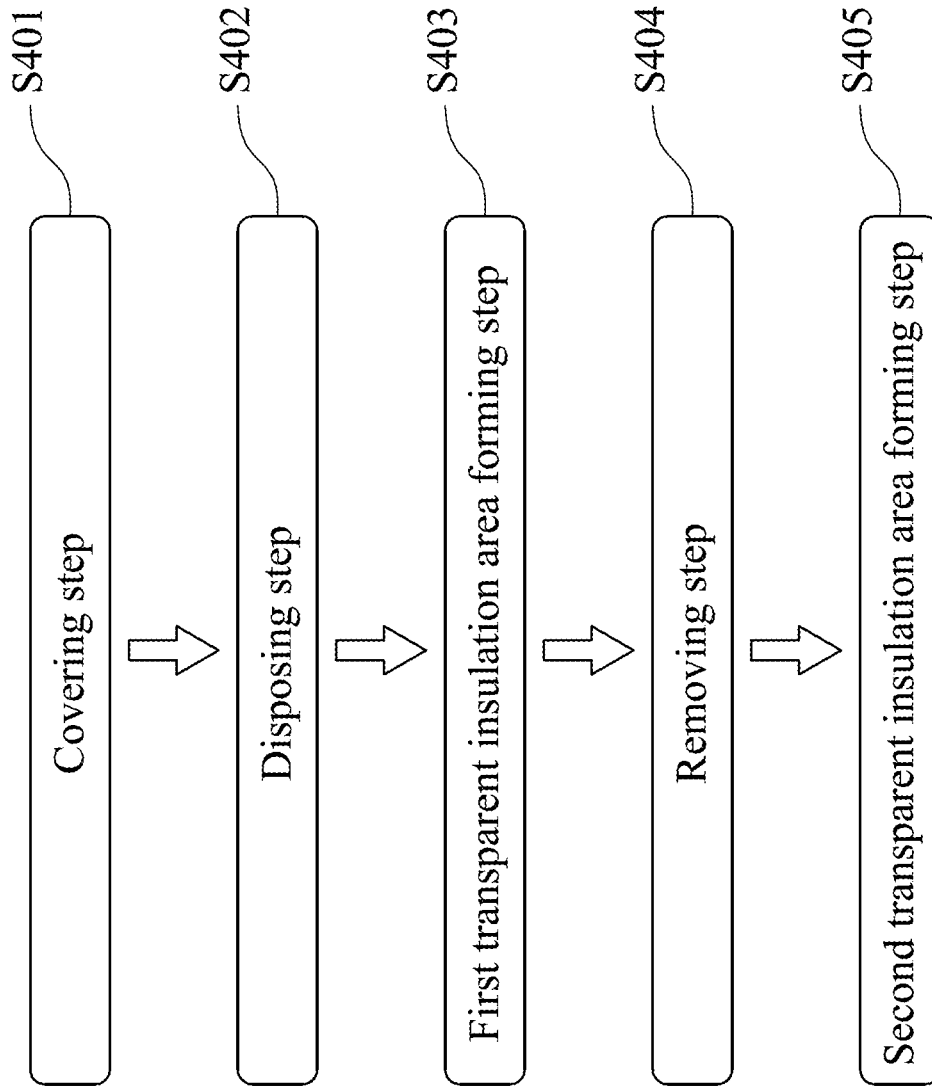 Covering step
S401
Disposing step
S402
First transparent insulation area forming step
S403
Removing step
S404
Second transparent insulation area forming step
S405